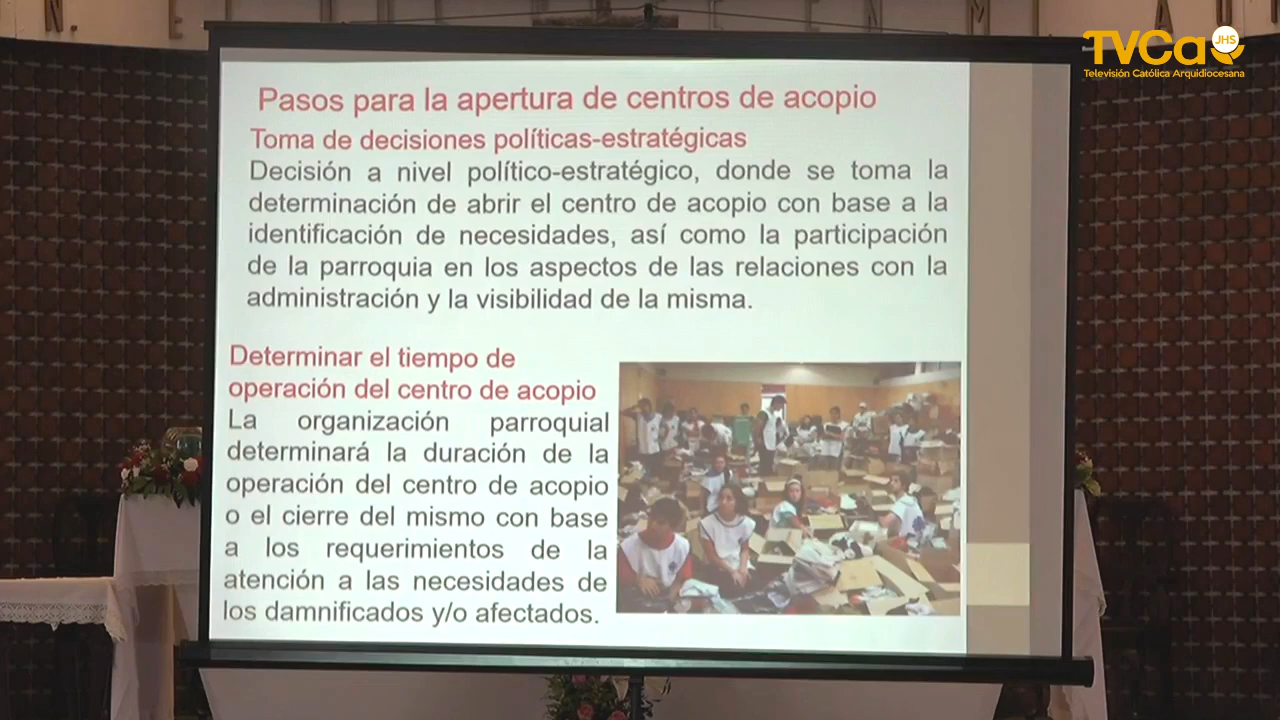 TVCa
JHS
Televisión Católica Arquidiocesana
Pasos para la apertura de centros de acopio
Toma de decisiones políticas-estratégicas
Decisión a nivel político-estratégico, donde se toma la
determinación de abrir el centro de acopio con base a la
identificación de necesidades, así como la participación
de la parroquia en los aspectos de las relaciones con la
administración y la visibilidad de la misma.
Determinar el tiempo de
operación del centro de acopio
La organización parroquial
determinará la duración de la
operación del centro de acopio
o el cierre del mismo con base
a los requerimientos de la
atención a las necesidades de
los damnificados y/o afectados.